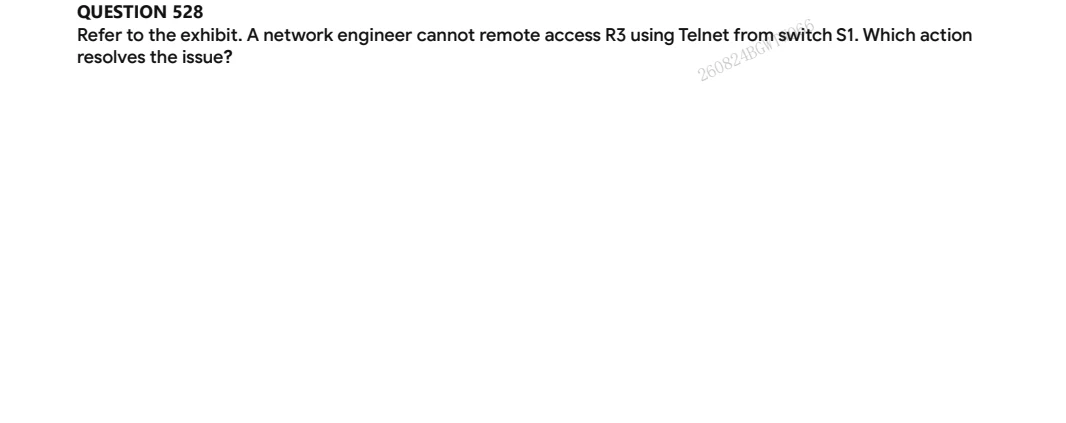 QUESTION 528
Refer to the exhibit. A network engineer cannot remote access R3 using Telnet from switch S1. Which action
resolves the issue?